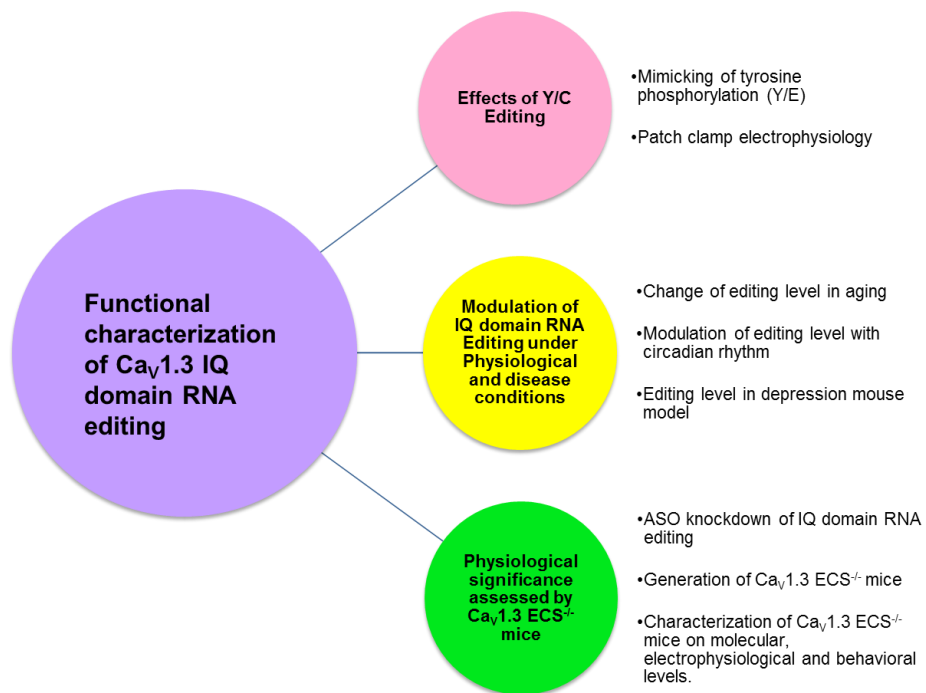 Functional
characterization
of Caᵥ1.3 IQ
domain RNA
editing
Effects of Y/C
Editing
•Mimicking of tyrosine
phosphorylation (Y/E)
•Patch clamp electrophysiology
Modulation of
IQ domain RNA
Editing under
Physiological
and disease
conditions
•Change of editing level in aging
•Modulation of editing level with
circadian rhythm
•Editing level in depression mouse
model
Physiological
significance
assessed by
Caᵥ1.3 ECS⁻/⁻
mice
•ASO knockdown of IQ domain RNA
editing
•Generation of Caᵥ1.3 ECS⁻/⁻ mice
•Characterization of Caᵥ1.3 ECS⁻/⁻
mice on molecular,
electrophysiological and behavioral
levels.